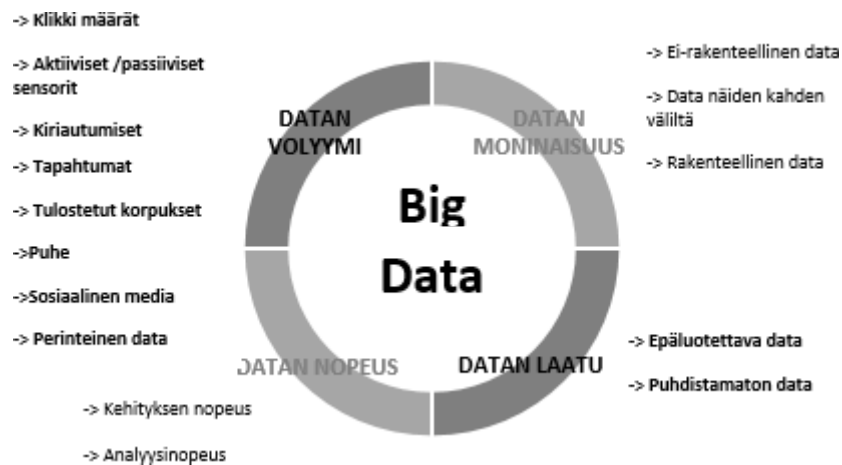 -> Klikki määrät
-> Aktiiviset /passiiviset
sensorit
-> Kiriautumiset
-> Tapahtumat
-> Tulostetut korpukset
->Puhe
->Sosiaalinen media
-> Perinteinen data
DATAN
VOLYYMI
DATAN
MONINAISUUS
-> Ei-rakenteellinen data
-> Data näiden kahden
väliltä
-> Rakenteellinen data
Big
Data
DATAN NOPEUS
-> Kehityksen nopeus
-> Analyysinopeus
DATAN LAATU
-> Epäluotettava data
-> Puhdistamaton data